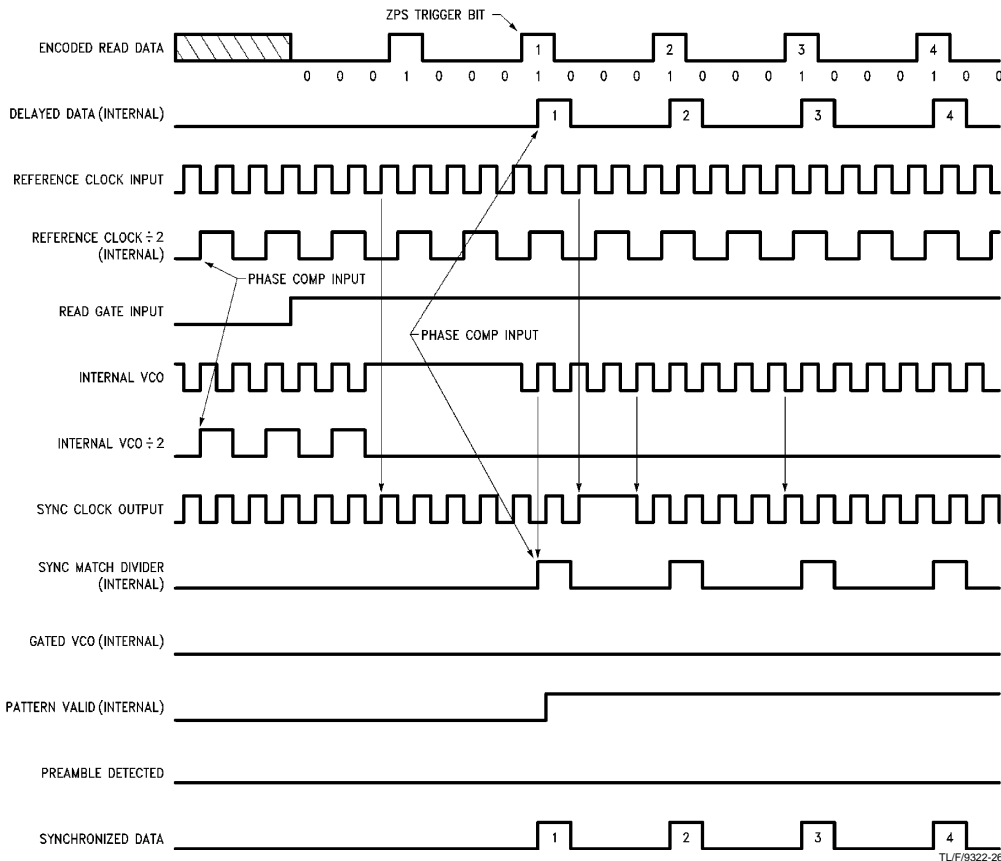 ZPS TRIGGER BIT
ENCODED READ DATA
1 2 3 4
0 0 0 1 0 0 0 1 0 0 0 1 0 0 0 1 0 0 0 1 0 0
DELAYED DATA (INTERNAL)
1 2 3 4
REFERENCE CLOCK INPUT
REFERENCE CLOCK ÷ 2
(INTERNAL)
PHASE COMP INPUT
READ GATE INPUT
PHASE COMP INPUT
INTERNAL VCO
INTERNAL VCO ÷ 2
SYNC CLOCK OUTPUT
SYNC MATCH DIVIDER
(INTERNAL)
GATED VCO (INTERNAL)
PATTERN VALID (INTERNAL)
PREAMBLE DETECTED
SYNCHRONIZED DATA
1 2 3 4
TL/F/9322-26